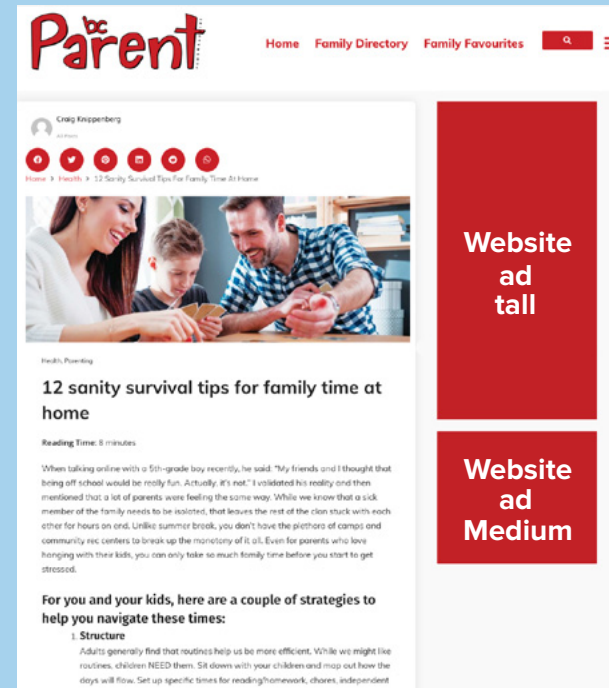 bc
Parent
Home Family Directory Family Favourites
Craig Knippenberg
All Posts
Home > Health > 12 Sanity Survival Tips For Family Time At Home
Health, Parenting
12 sanity survival tips for family time at
home
Reading Time: 8 minutes
When talking online with a 5th-grade boy recently, he said: "My friends and I thought that
being off school would be really fun. Actually, it's not." I validated his reality and then
mentioned that a lot of parents were feeling the same way. While we know that a sick
member of the family needs to be isolated, that leaves the rest of the clan stuck with each
other for hours on end. Unlike summer break, you don't have the plethora of camps and
community rec centers to break up the monotony of it all. Even for parents who love
hanging with their kids, you can only take so much family time before you start to get
stressed.
For you and your kids, here are a couple of strategies to
help you navigate these times:
1. Structure
Adults generally find that routines help us be more efficient. While we might like
routines, children NEED them. Sit down with your children and map out how the
days will flow. Set up specific times for reading/homework, chores, independent
Website
ad
tall
Website
ad
Medium